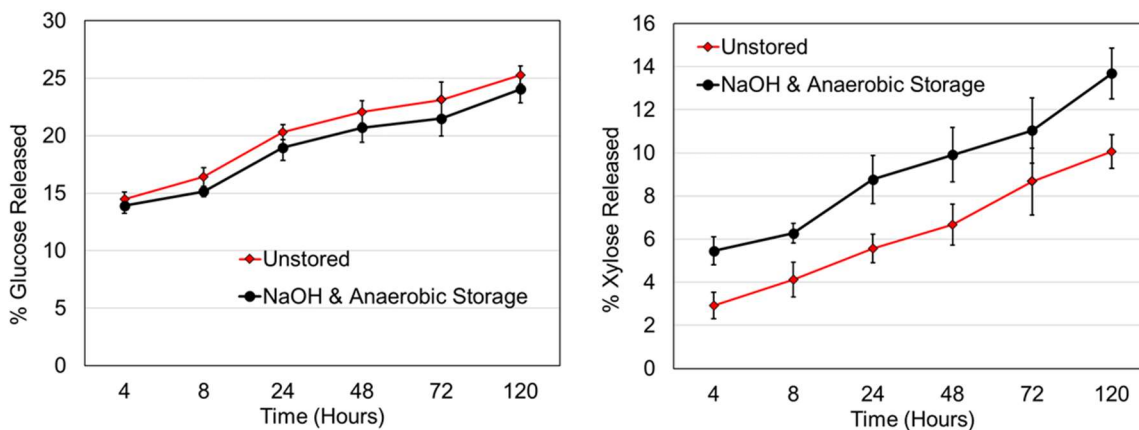 % Glucose Released
30
25
20
15
10
5
0
Unstored
NaOH & Anaerobic Storage
4 8 24 48 72 120
Time (Hours)
% Xylose Released
16
14
12
10
8
6
4
2
0
Unstored
NaOH & Anaerobic Storage
4 8 24 48 72 120
Time (Hours)